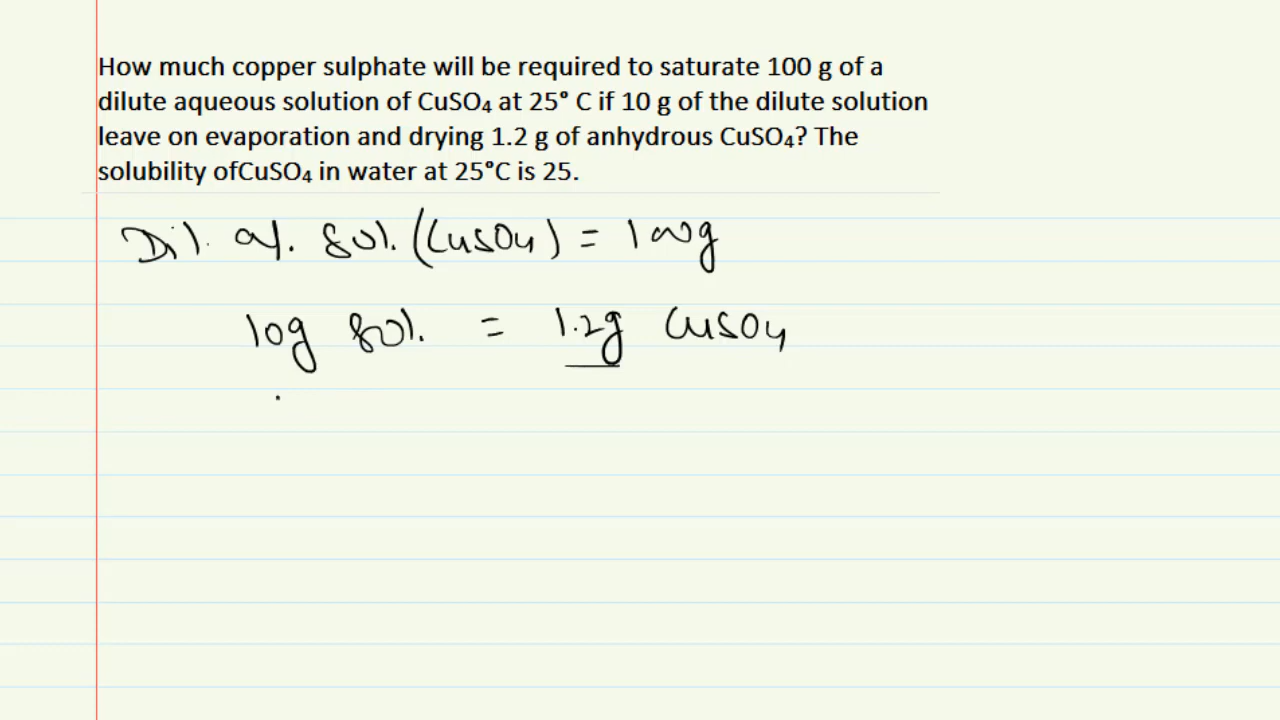 How much copper sulphate will be required to saturate 100 g of a
dilute aqueous solution of CuSO₄ at 25° C if 10 g of the dilute solution
leave on evaporation and drying 1.2 g of anhydrous CuSO₄? The
solubility ofCuSO₄ in water at 25°C is 25.
Dil. aq. sol. (CuSO₄) = 100g
10g sol. = 1.2g CuSO₄